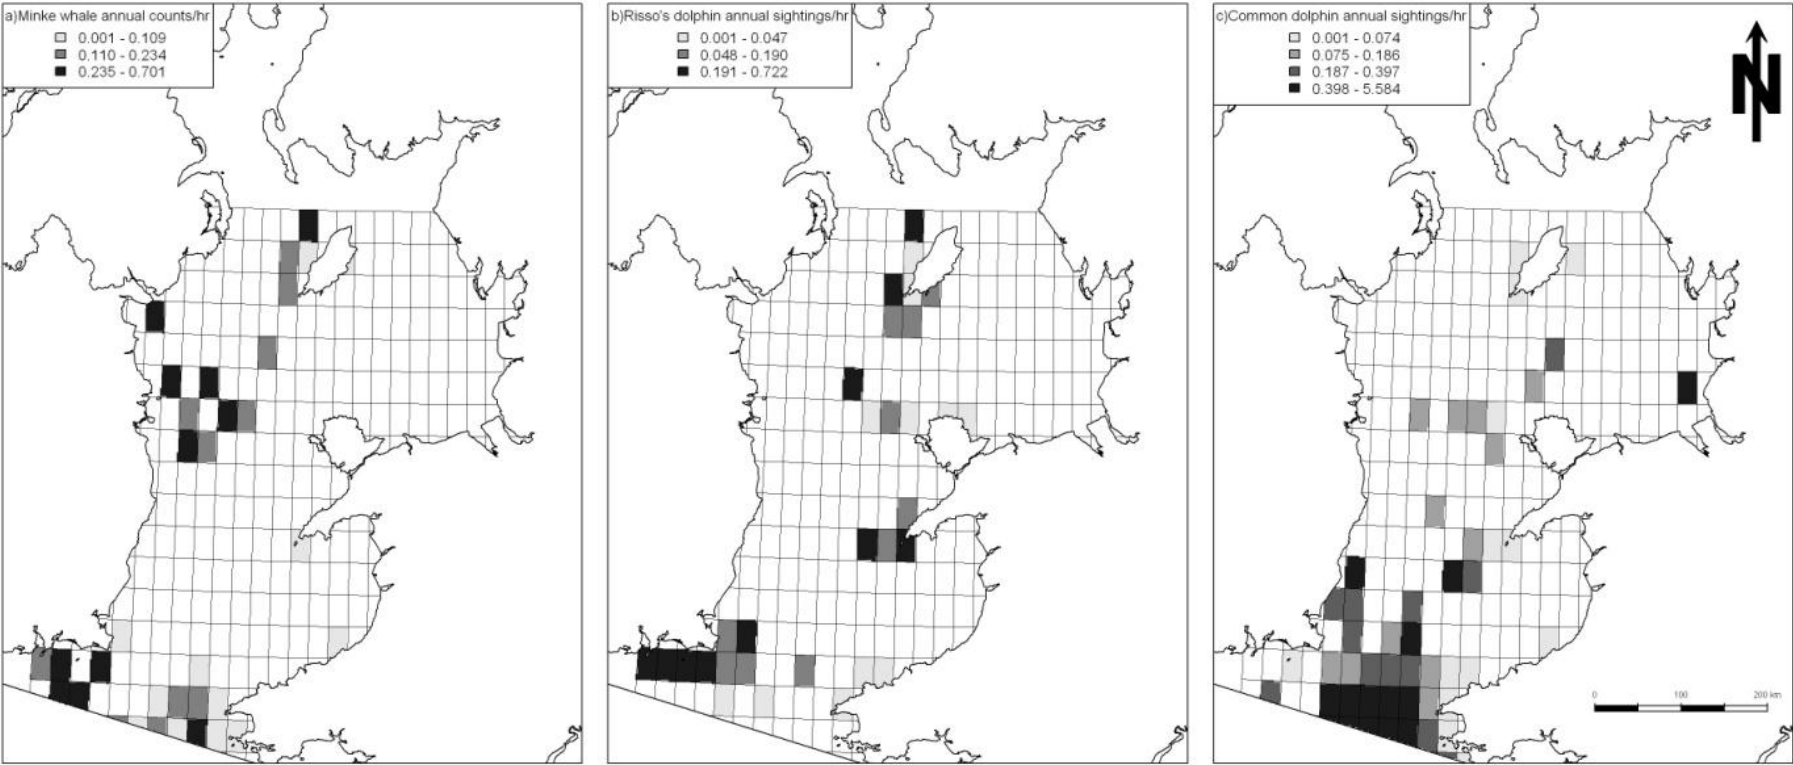 a)Minke whale annual counts/hr
0.001 - 0.109
0.110 - 0.234
0.235 - 0.701
b)Risso's dolphin annual sightings/hr
0.001 - 0.047
0.048 - 0.190
0.191 - 0.722
c)Common dolphin annual sightings/hr
0.001 - 0.074
0.075 - 0.186
0.187 - 0.397
0.398 - 5.584
N
0 100 200 km